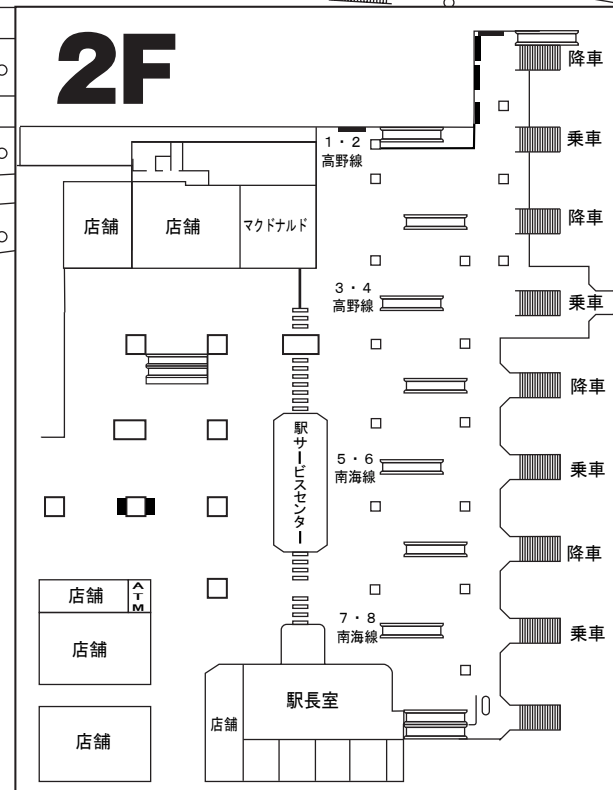 2F
降車
乗車
1・2
高野線
店舗
店舗
マクドナルド
降車
3・4
高野線
乗車
降車
駅サービスセンター
5・6
南海線
乗車
降車
店舗
ATM
7・8
南海線
乗車
店舗
駅長室
店舗
店舗